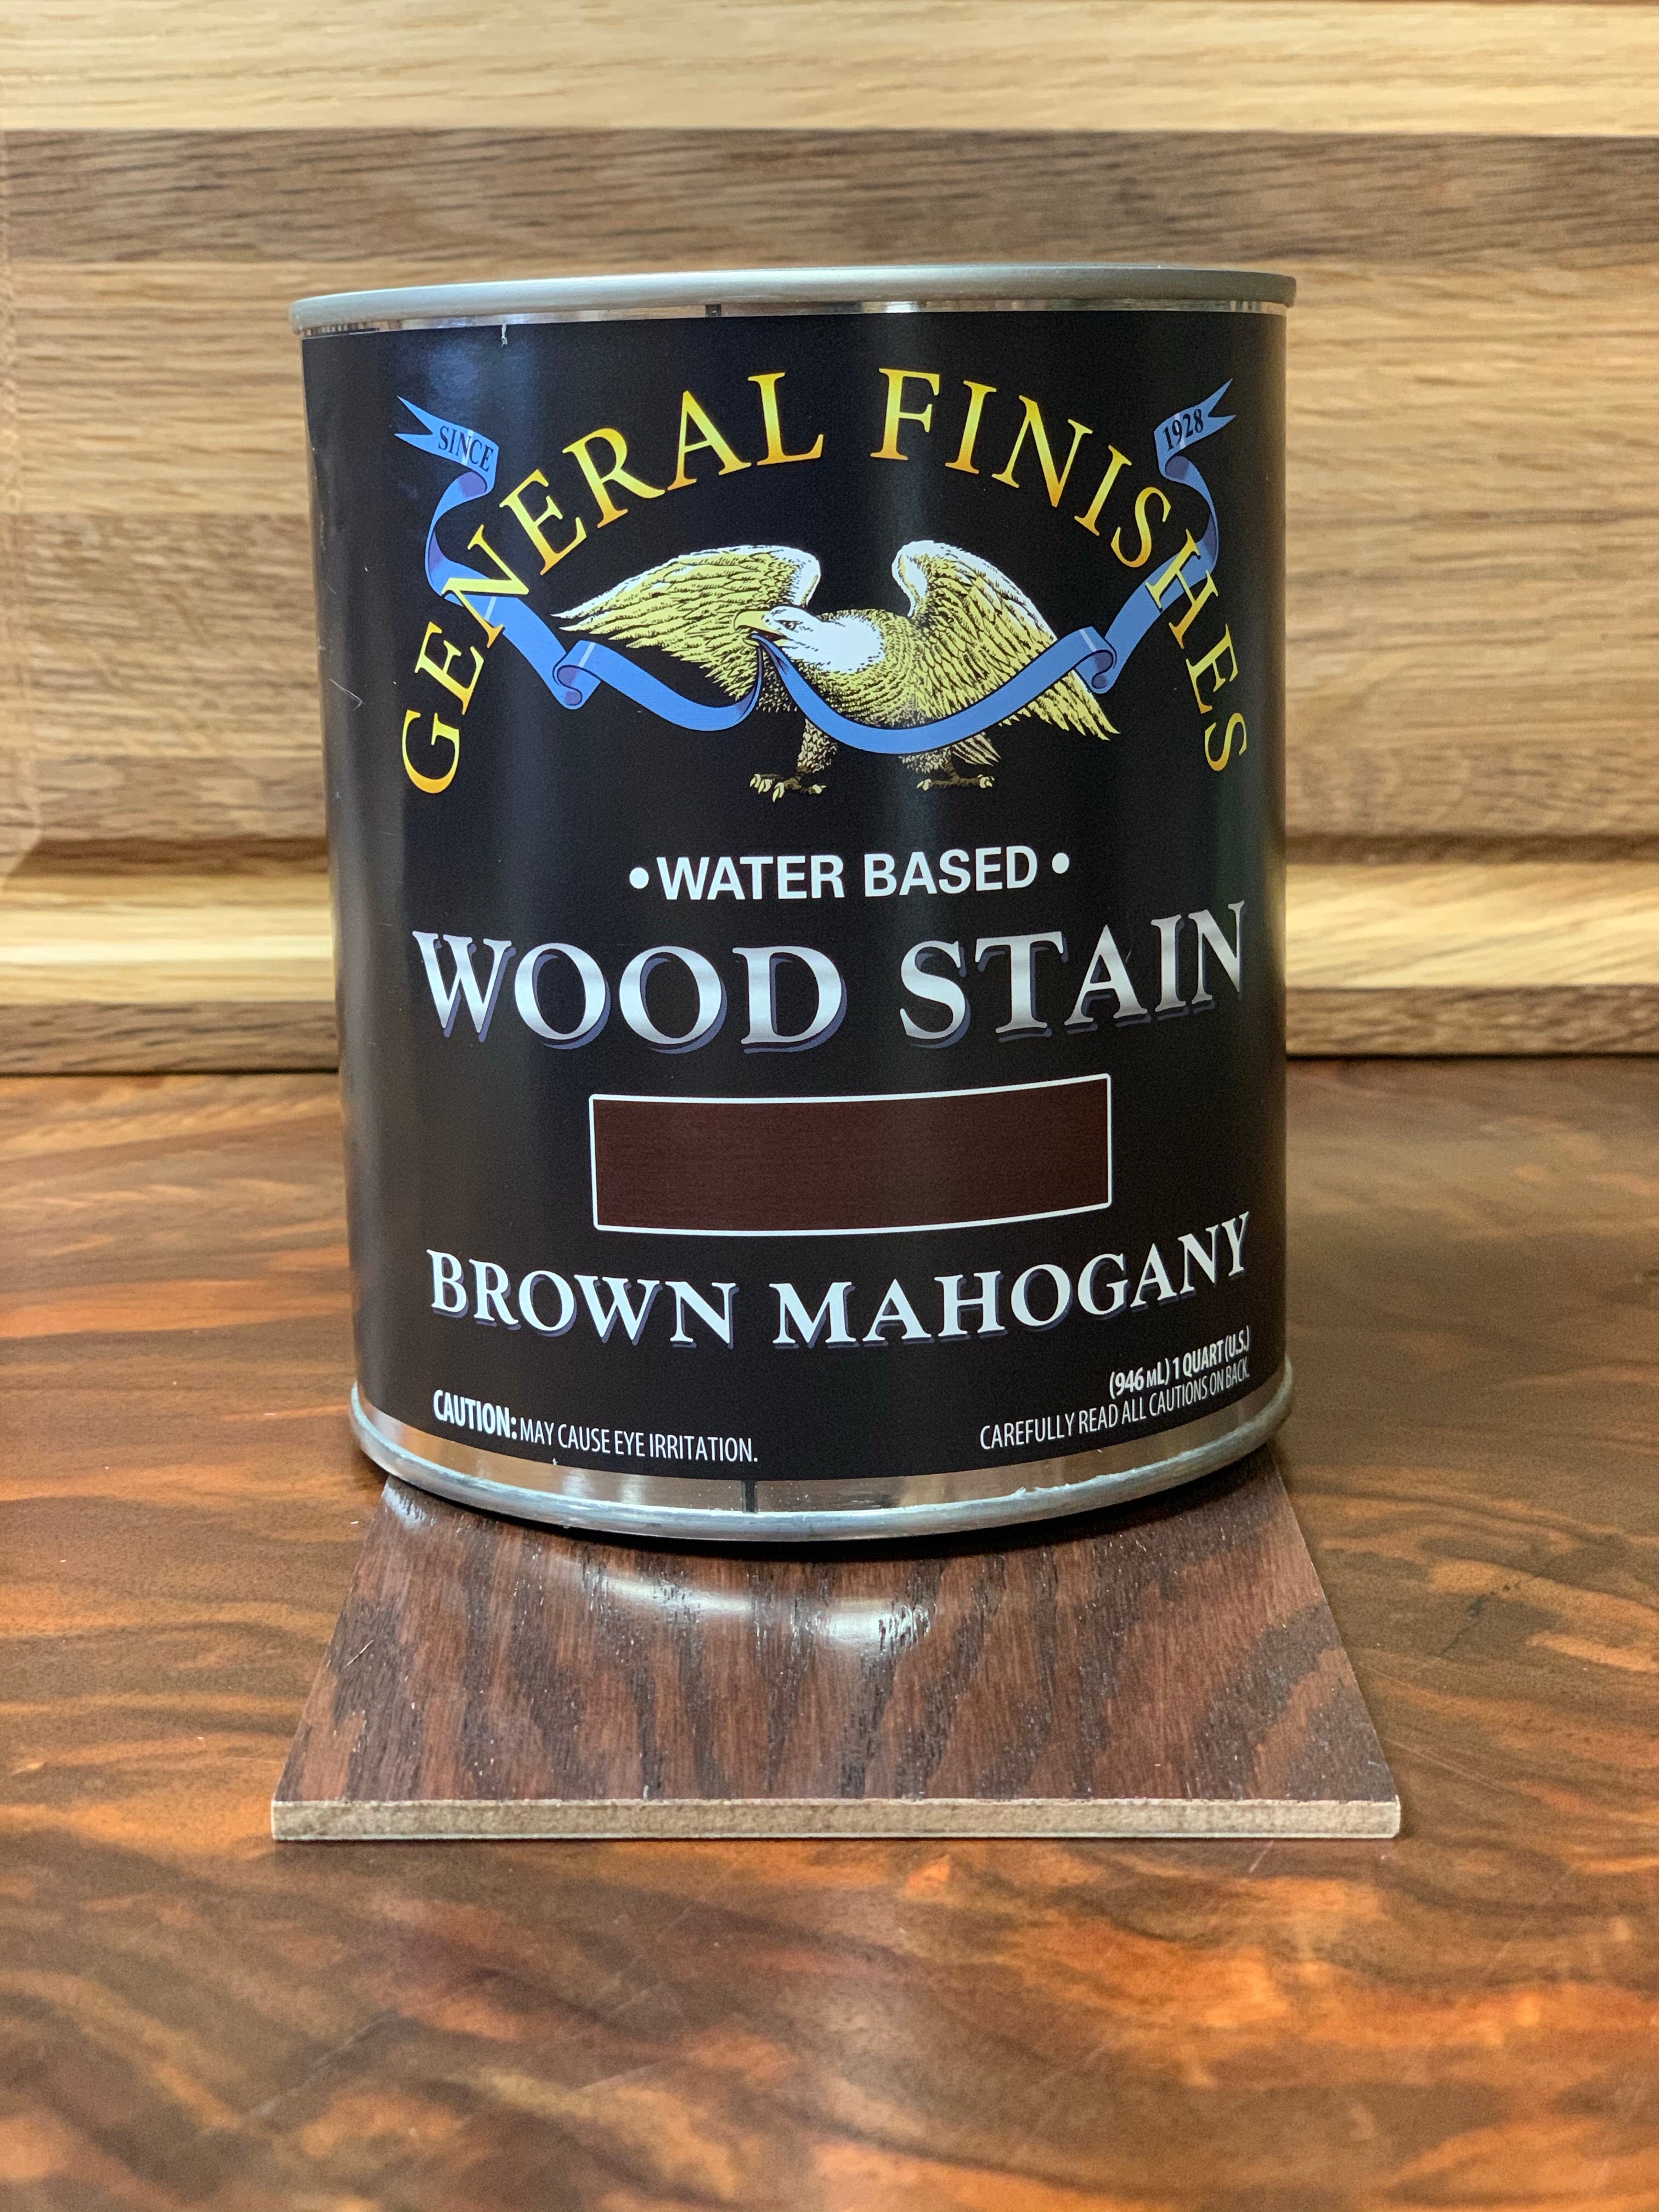 SINCE
1928
GENERAL FINISHES
•WATER BASED•
WOOD STAIN
BROWN MAHOGANY
(946 mL) 1 QUART (U.S.)
CAUTION: MAY CAUSE EYE IRRITATION.
CAREFULLY READ ALL CAUTIONS ON BACK.